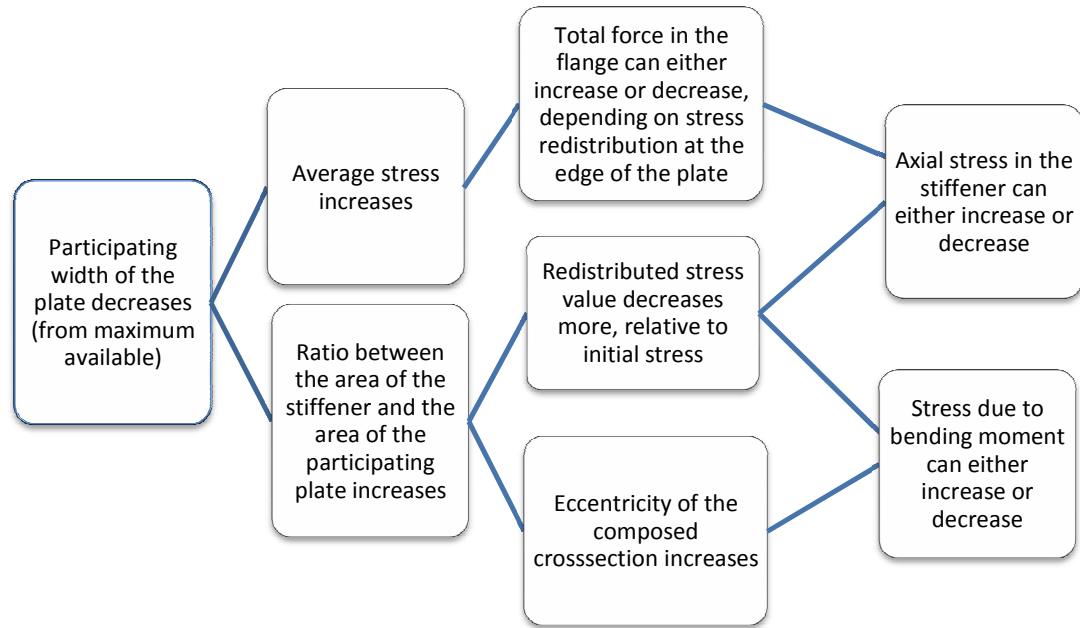 Participating
width of the
plate decreases
(from maximum
available)
Average stress
increases
Ratio between
the area of the
stiffener and the
area of the
participating
plate increases
Total force in the
flange can either
increase or decrease,
depending on stress
redistribution at the
edge of the plate
Redistributed stress
value decreases
more, relative to
initial stress
Eccentricity of the
composed
crosssection increases
Axial stress in the
stiffener can
either increase or
decrease
Stress due to
bending moment
can either
increase or
decrease